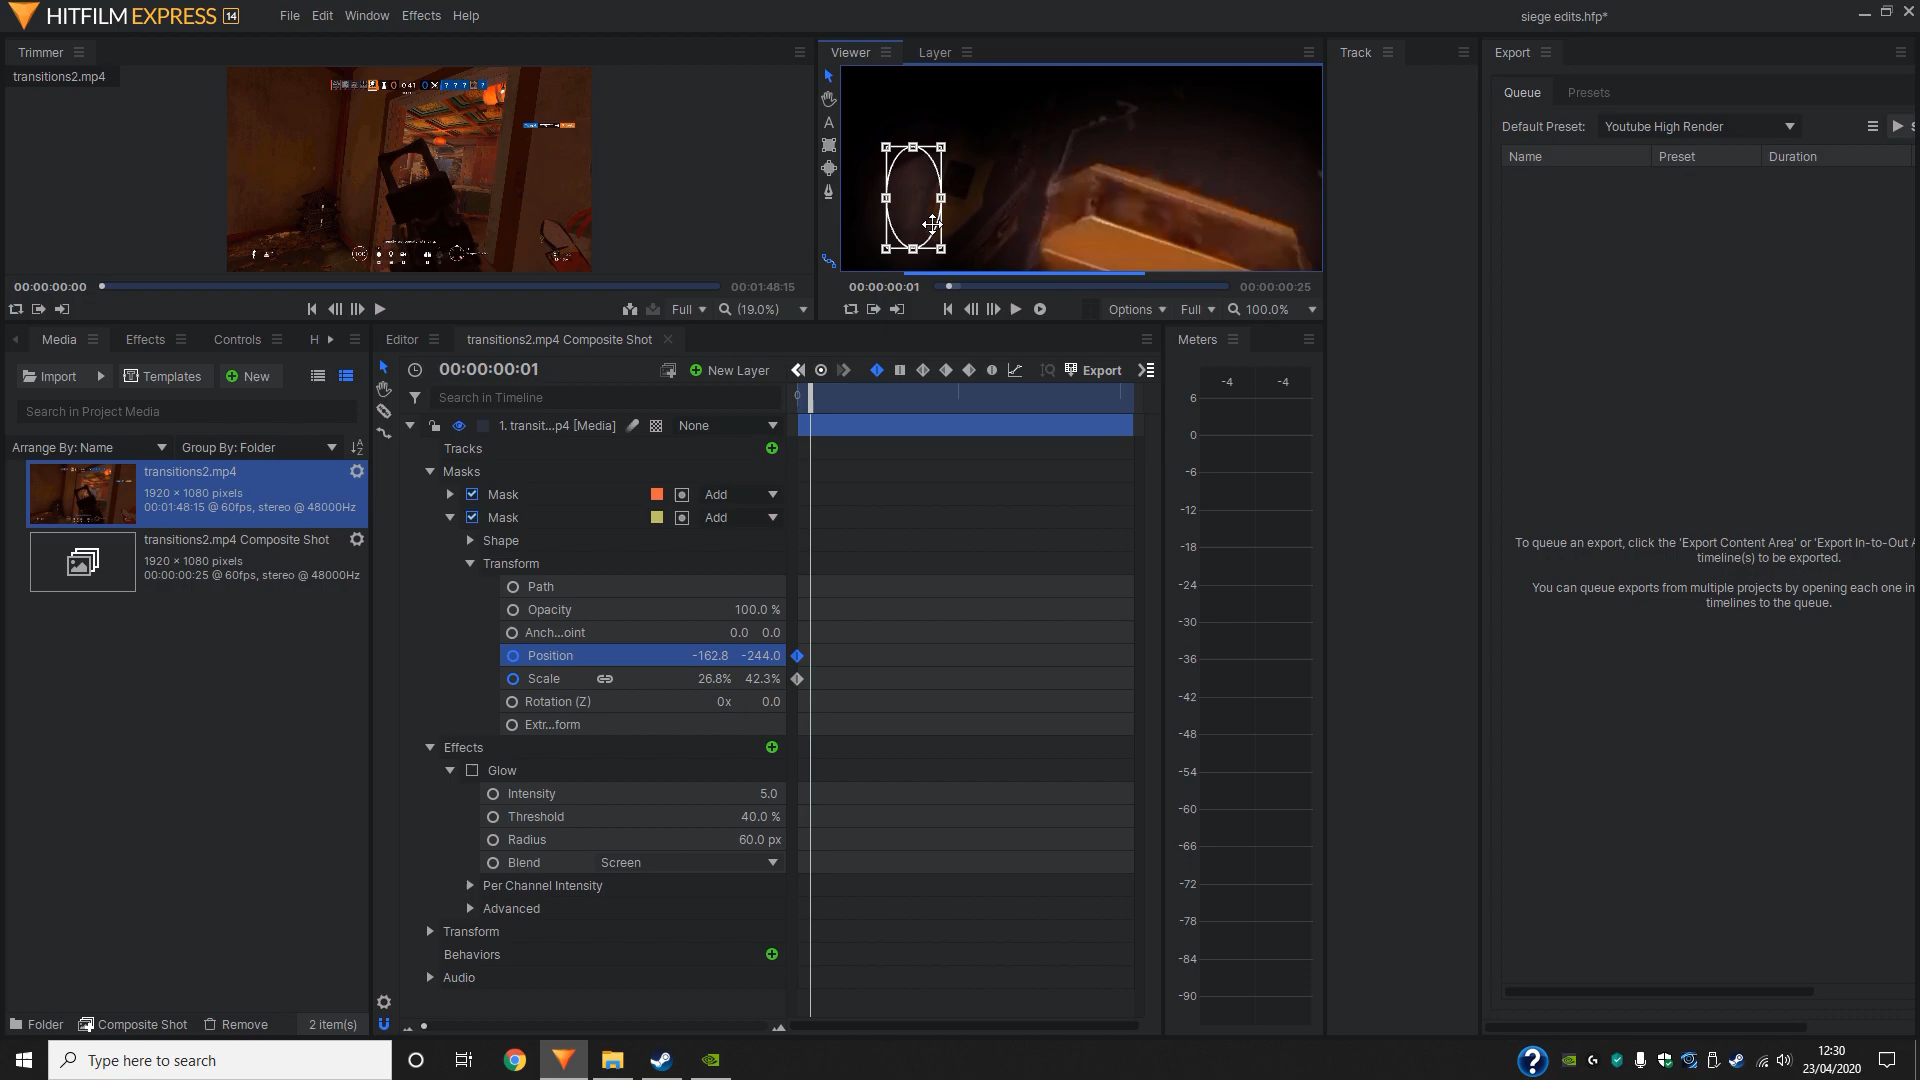 HITFILM EXPRESS 14
File Edit Window Effects Help
siege edits.hfp*
Trimmer
transitions2.mp4
00:00:00:00
00:01:48:15
Full
(19.0%)
Viewer
Layer
00:00:00:01
00:00:00:25
Options
Full
100.0%
Track
Export
Queue
Presets
Default Preset:
Youtube High Render
Name
Preset
Duration
To queue an export, click the 'Export Content Area' or 'Export In-to-Out A
timeline(s) to be exported.
You can queue exports from multiple projects by opening each one in
timelines to the queue.
Media
Effects
Controls
H
Import
Templates
New
Search in Project Media
Arrange By: Name
Group By: Folder
transitions2.mp4
1920 × 1080 pixels
00:01:48:15 @ 60fps, stereo @ 48000Hz
transitions2.mp4 Composite Shot
1920 × 1080 pixels
00:00:00:25 @ 60fps, stereo @ 48000Hz
Folder
Composite Shot
Remove
2 item(s)
Editor
transitions2.mp4 Composite Shot
00:00:00:01
New Layer
Export
Search in Timeline
0
1. transit...p4 [Media]
None
Tracks
Masks
Mask
Add
Mask
Add
Shape
Transform
Path
Opacity 100.0 %
Anch...oint 0.0 0.0
Position -162.8 -244.0
Scale 26.8% 42.3%
Rotation (Z) 0x 0.0
Extr...form
Effects
Glow
Intensity 5.0
Threshold 40.0 %
Radius 60.0 px
Blend Screen
Per Channel Intensity
Advanced
Transform
Behaviors
Audio
Meters
-4 -4
6
0
-6
-12
-18
-24
-30
-36
-42
-48
-54
-60
-66
-72
-78
-84
-90
Type here to search
12:30
23/04/2020